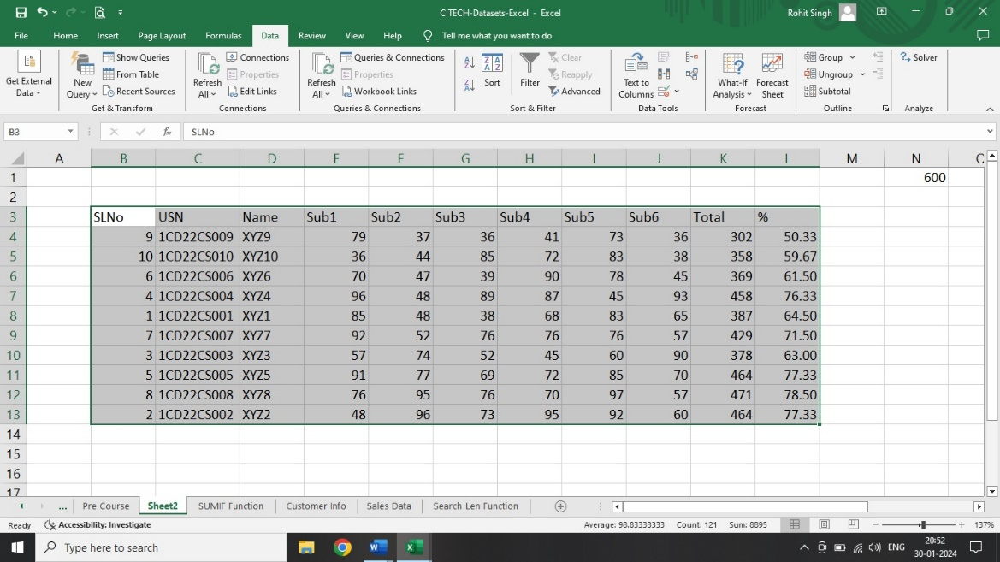 CITECH-Datasets-Excel - Excel
Rohit Singh
File Home Insert Page Layout Formulas Data Review View Help Tell me what you want to do
Get External Data
New Query
Show Queries
From Table
Recent Sources
Get & Transform
Refresh All
Connections
Properties
Edit Links
Connections
Refresh All
Queries & Connections
Properties
Workbook Links
Queries & Connections
Sort
Filter
Clear
Reapply
Advanced
Sort & Filter
Text to Columns
Data Tools
What-If Analysis
Forecast Sheet
Forecast
Group
Ungroup
Subtotal
Outline
Solver
Analyze
B3 fx SLNo
A B C D E F G H I J K L M N
1 600
2
3 SLNo USN Name Sub1 Sub2 Sub3 Sub4 Sub5 Sub6 Total %
4 9 1CD22CS009 XYZ9 79 37 36 41 73 36 302 50.33
5 10 1CD22CS010 XYZ10 36 44 85 72 83 38 358 59.67
6 6 1CD22CS006 XYZ6 70 47 39 90 78 45 369 61.50
7 4 1CD22CS004 XYZ4 96 48 89 87 45 93 458 76.33
8 1 1CD22CS001 XYZ1 85 48 38 68 83 65 387 64.50
9 7 1CD22CS007 XYZ7 92 52 76 76 76 57 429 71.50
10 3 1CD22CS003 XYZ3 57 74 52 45 60 90 378 63.00
11 5 1CD22CS005 XYZ5 91 77 69 72 85 70 464 77.33
12 8 1CD22CS008 XYZ8 76 95 76 70 97 57 471 78.50
13 2 1CD22CS002 XYZ2 48 96 73 95 92 60 464 77.33
14
15
16
17
... Pre Course Sheet2 SUMIF Function Customer Info Sales Data Search-Len Function
Ready Accessibility: Investigate Average: 98.83333333 Count: 121 Sum: 8895 137%
Type here to search ENG 20:52
30-01-2024